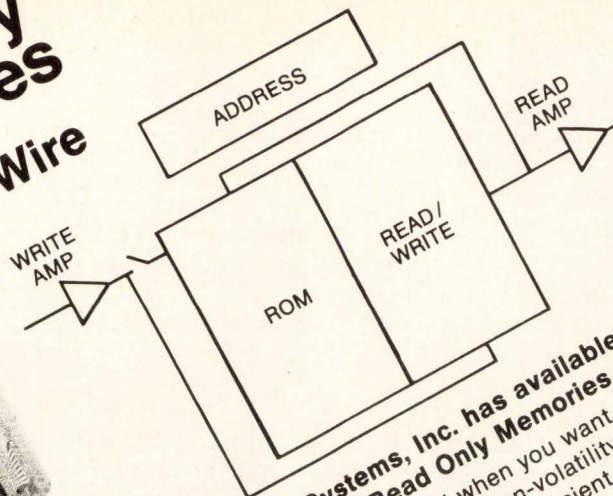 es
Wire
ADDRESS
READ
AMP
WRITE
AMP
READ/
WRITE
ROM
Systems, Inc. has available
Read Only Memories
when you want
n-volatility